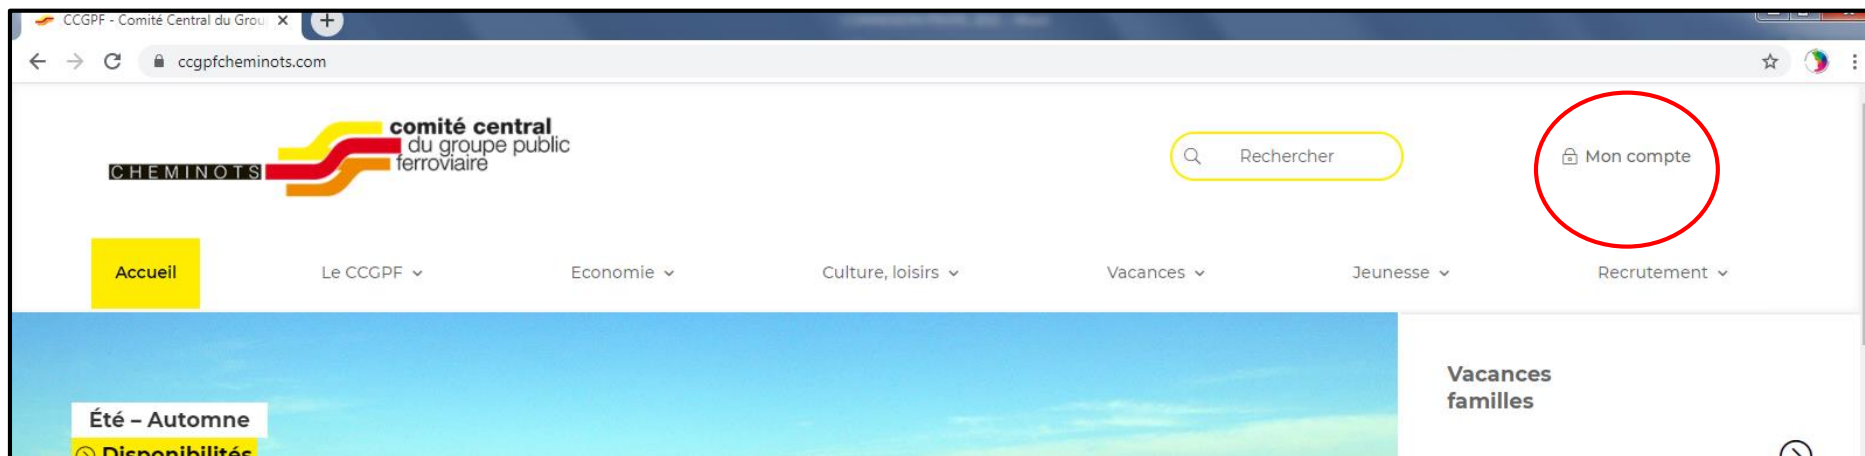 CCGPF - Comité Central du Grou
ccgpfcheminots.com
CHEMINOTS
comité central
du groupe public
ferroviaire
Rechercher
Mon compte
Accueil
Le CCGPF
Economie
Culture, loisirs
Vacances
Jeunesse
Recrutement
Été – Automne
Disponibilités
Vacances
familles